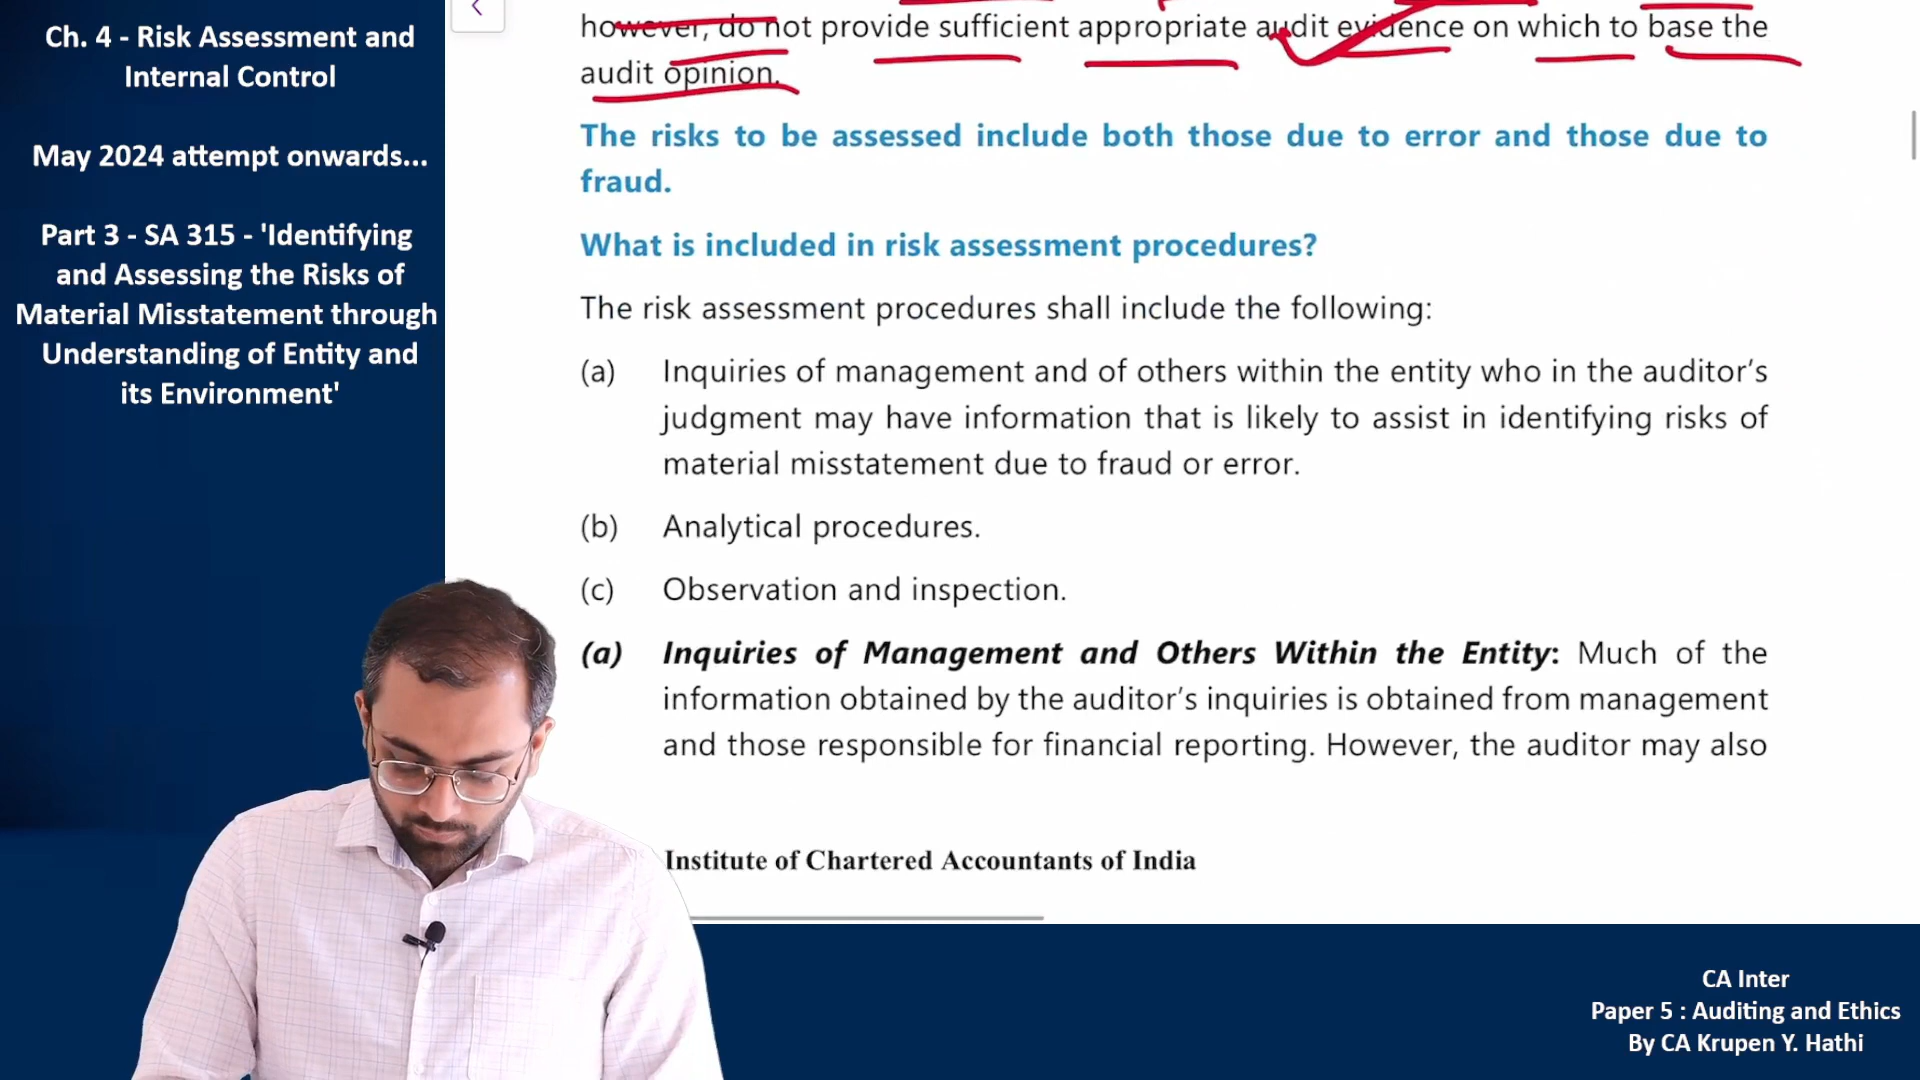 Ch. 4 - Risk Assessment and
Internal Control
May 2024 attempt onwards...
Part 3 - SA 315 - 'Identifying
and Assessing the Risks of
Material Misstatement through
Understanding of Entity and
its Environment'
however, do not provide sufficient appropriate audit evidence on which to base the
audit opinion.
The risks to be assessed include both those due to error and those due to
fraud.
What is included in risk assessment procedures?
The risk assessment procedures shall include the following:
(a) Inquiries of management and of others within the entity who in the auditor’s
judgment may have information that is likely to assist in identifying risks of
material misstatement due to fraud or error.
(b) Analytical procedures.
(c) Observation and inspection.
(a) Inquiries of Management and Others Within the Entity: Much of the
information obtained by the auditor’s inquiries is obtained from management
and those responsible for financial reporting. However, the auditor may also
Institute of Chartered Accountants of India
CA Inter
Paper 5 : Auditing and Ethics
By CA Krupen Y. Hathi